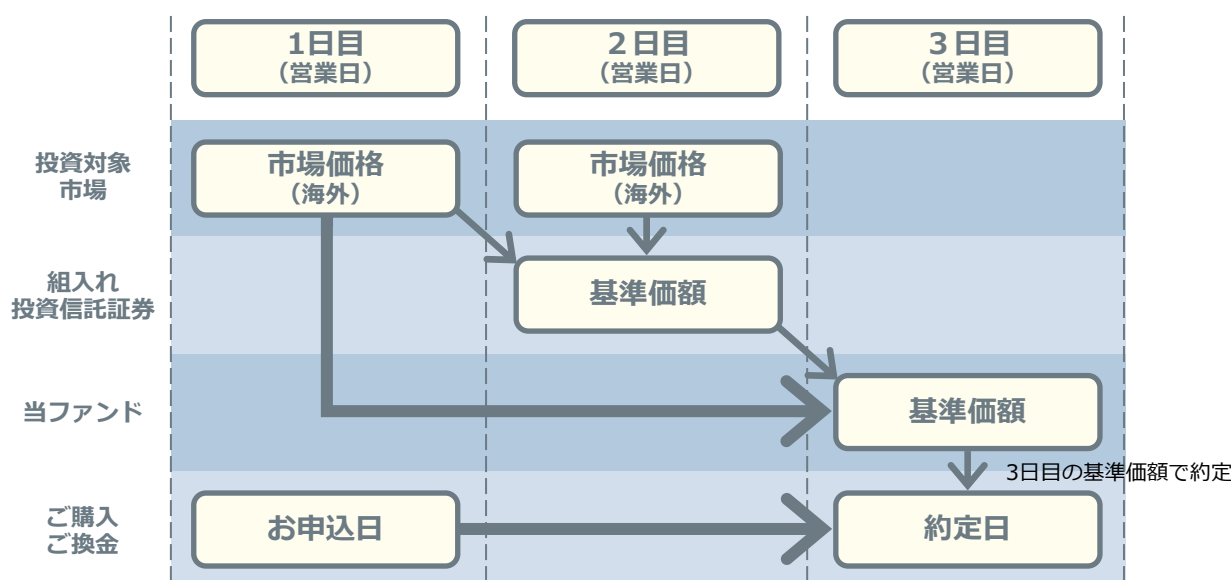 1日目
（営業日）
２日目
（営業日）
３日目
（営業日）
投資対象
市場
市場価格
（海外）
市場価格
（海外）
組入れ
投資信託証券
基準価額
当ファンド
基準価額
3日目の基準価額で約定
ご購入
ご換金
お申込日
約定日